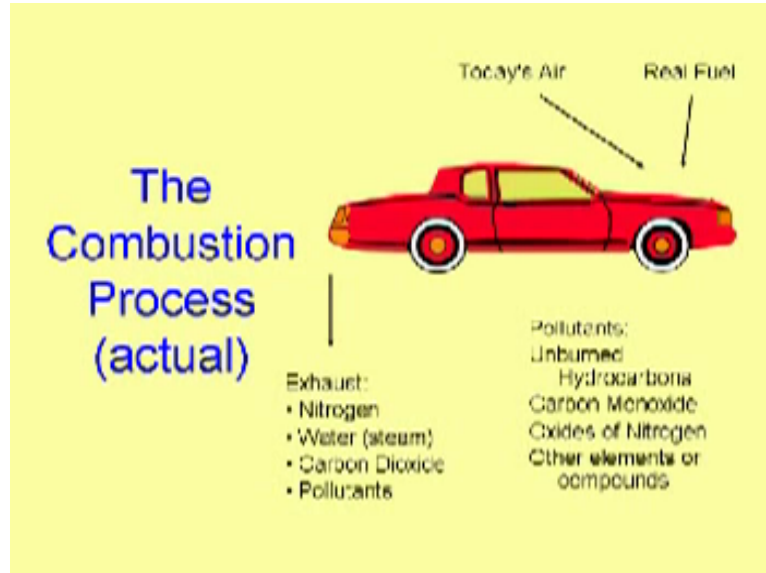 Today's Air
Real Fuel
The
Combustion
Process
(actual)
Exhaust:
• Nitrogen
• Water (steam)
• Carbon Dioxide
• Pollutants
Pollutants:
Unburned
Hydrocarbons
Carbon Monoxide
Oxides of Nitrogen
Other elements or
compounds